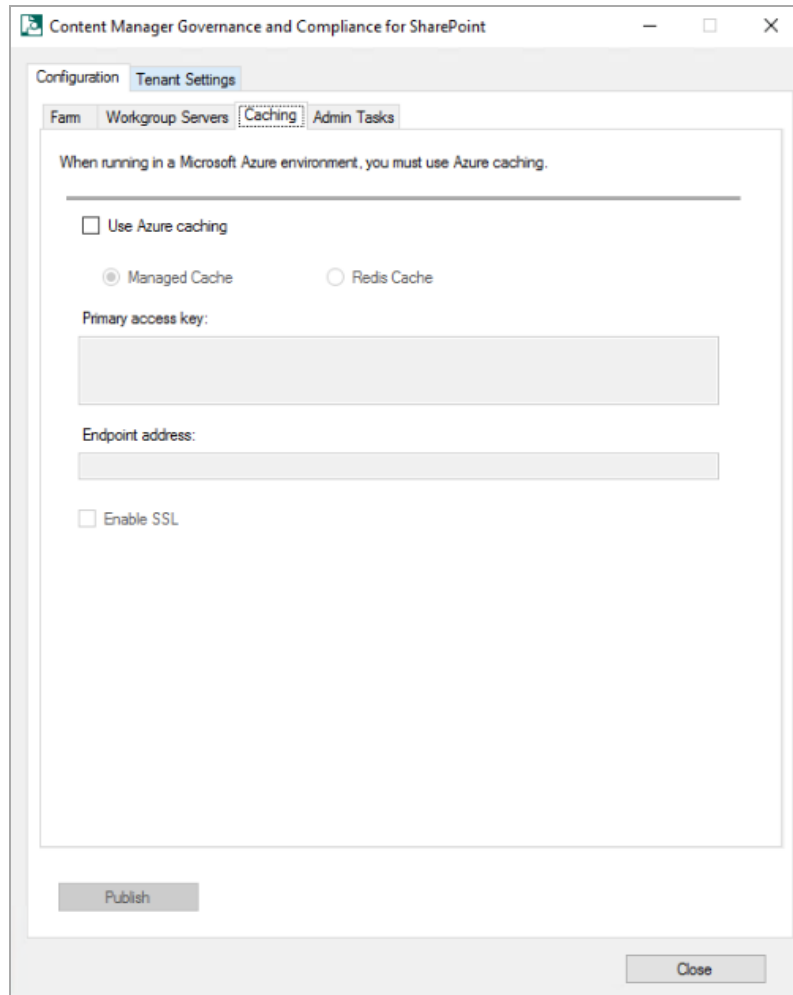 Content Manager Governance and Compliance for SharePoint
Configuration Tenant Settings
Farm Workgroup Servers Caching Admin Tasks
When running in a Microsoft Azure environment, you must use Azure caching.
Use Azure caching
Managed Cache Redis Cache
Primary access key:
Endpoint address:
Enable SSL
Publish
Close